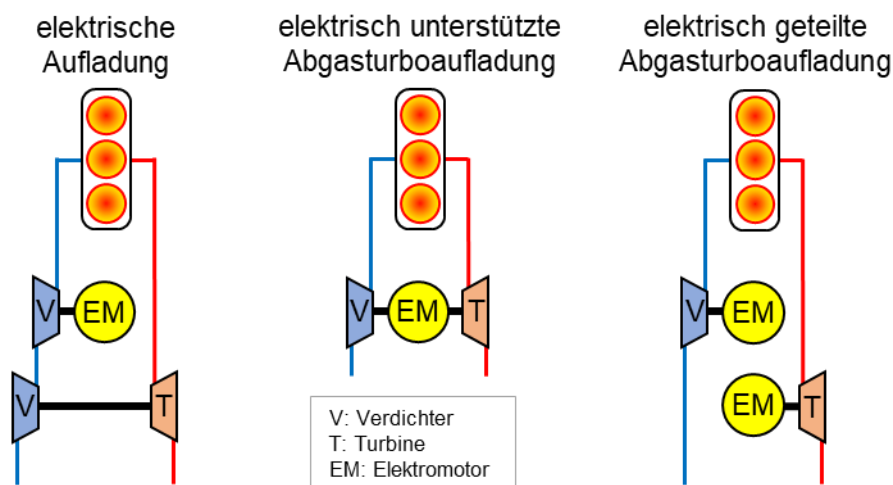 elektrische
Aufladung
elektrisch unterstützte
Abgasturboaufladung
elektrisch geteilte
Abgasturboaufladung
V EM
V T
V EM T
V EM
EM T
V: Verdichter
T: Turbine
EM: Elektromotor